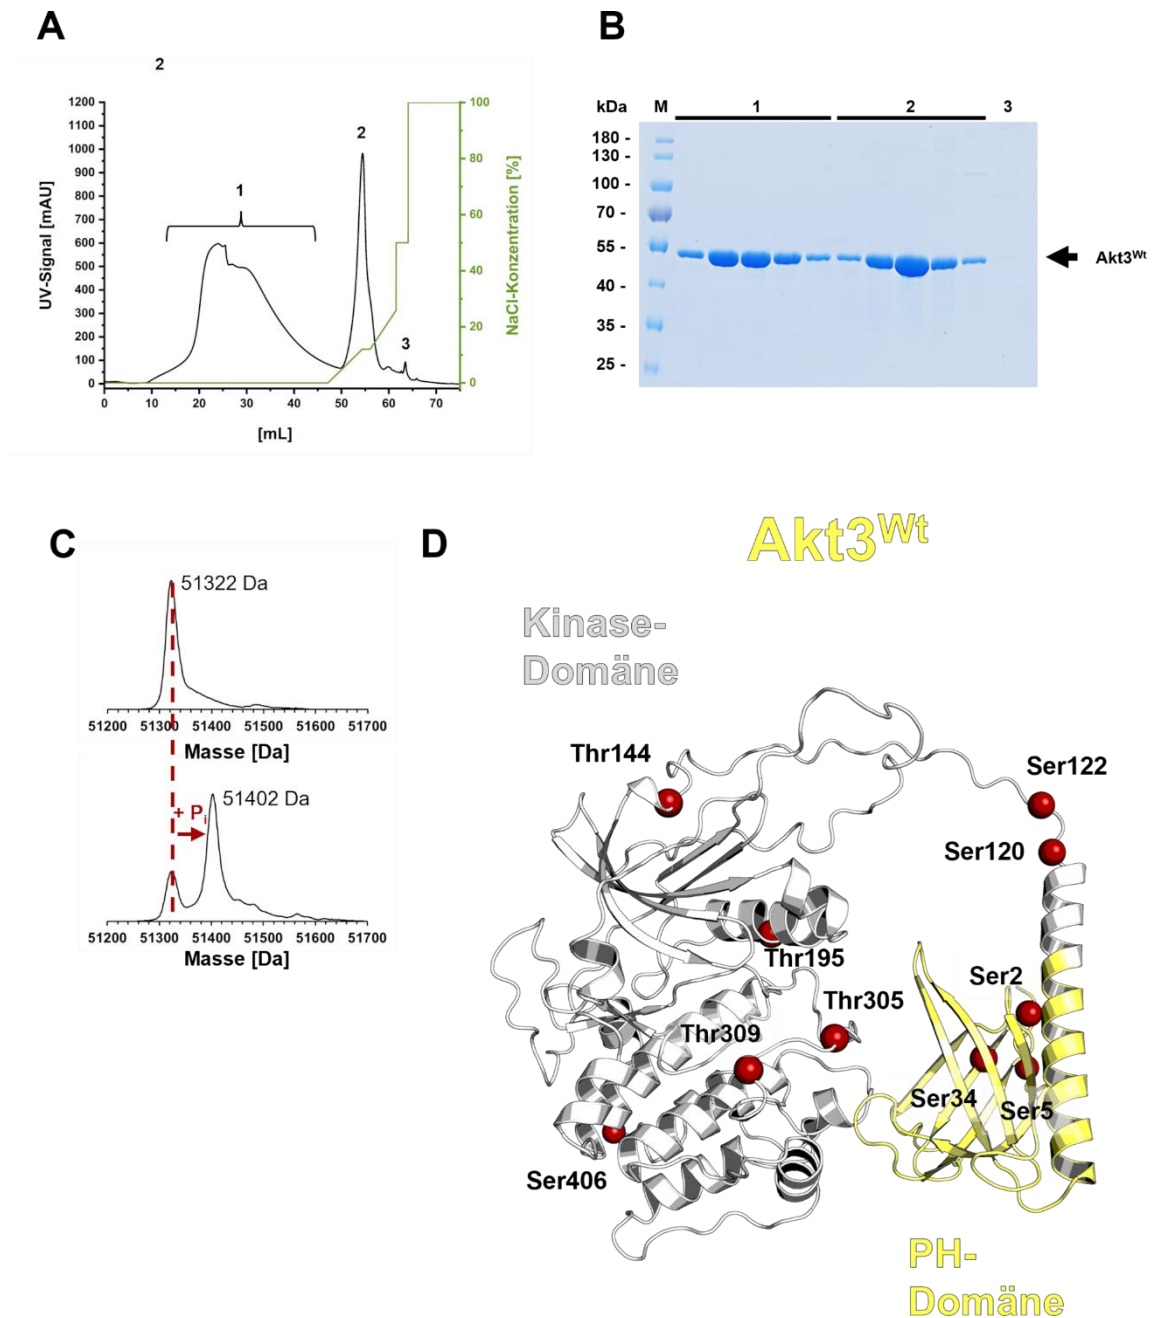 A
2
1200
1100
1000
900
800
700
600
500
400
300
200
100
0
UV-Signal [mAU]
1
2
3
100
80
60
40
20
0
NaCl-Konzentration [%]
0 10 20 30 40 50 60 70
[mL]
B
kDa M 1 2 3
180 -
130 -
100 -
70 -
55 -
40 -
35 -
25 -
Akt3Wt
C
51322 Da
51200 51300 51400 51500 51600 51700
Masse [Da]
51402 Da
+ Pi
51200 51300 51400 51500 51600 51700
Masse [Da]
D
Akt3Wt
Kinase-
Domäne
Thr144
Ser122
Ser120
Thr195
Ser2
Thr305
Thr309
Ser34
Ser5
Ser406
PH-
Domäne